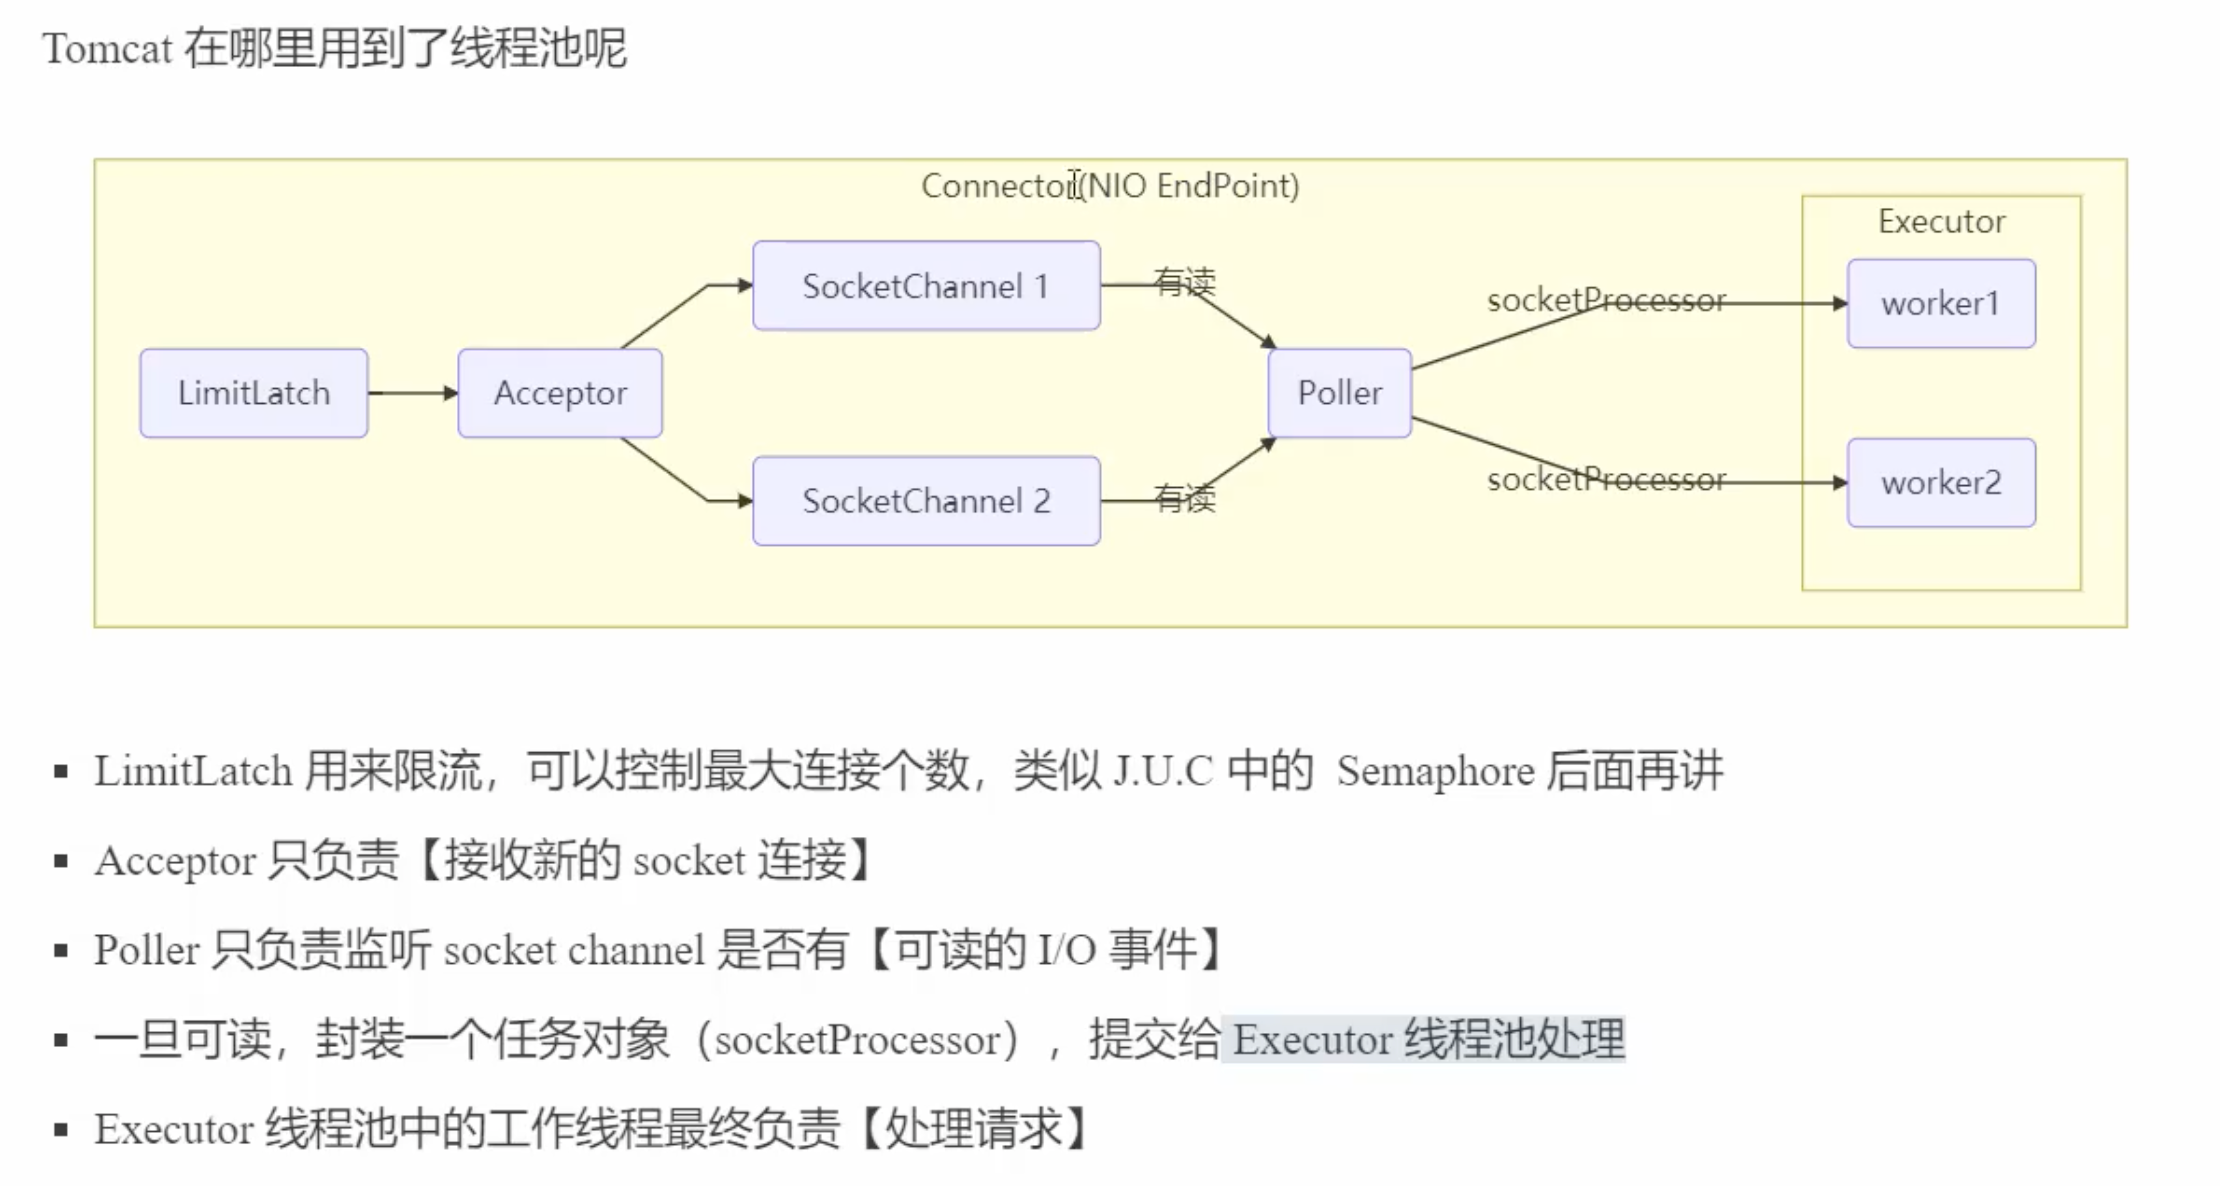 Tomcat 在哪里用到了线程池呢
Connector(NIO EndPoint)
Executor
LimitLatch
Acceptor
SocketChannel 1
有读
SocketChannel 2
有读
Poller
socketProcessor
worker1
socketProcessor
worker2
LimitLatch 用来限流，可以控制最大连接个数，类似 J.U.C 中的 Semaphore 后面再讲
Acceptor 只负责【接收新的 socket 连接】
Poller 只负责监听 socket channel 是否有【可读的 I/O 事件】
一旦可读，封装一个任务对象（socketProcessor），提交给 Executor 线程池处理
Executor 线程池中的工作线程最终负责【处理请求】